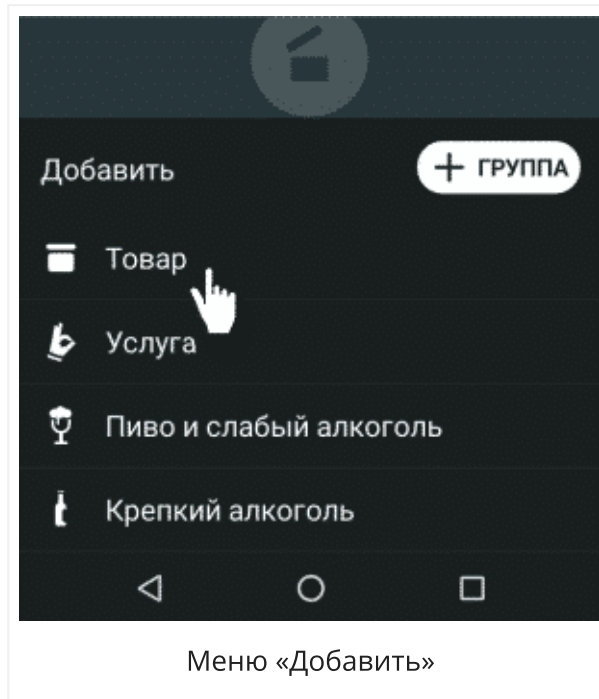 Добавить
ГРУППА
Товар
Услуга
Пиво и слабый алкоголь
Крепкий алкоголь
Меню «Добавить»